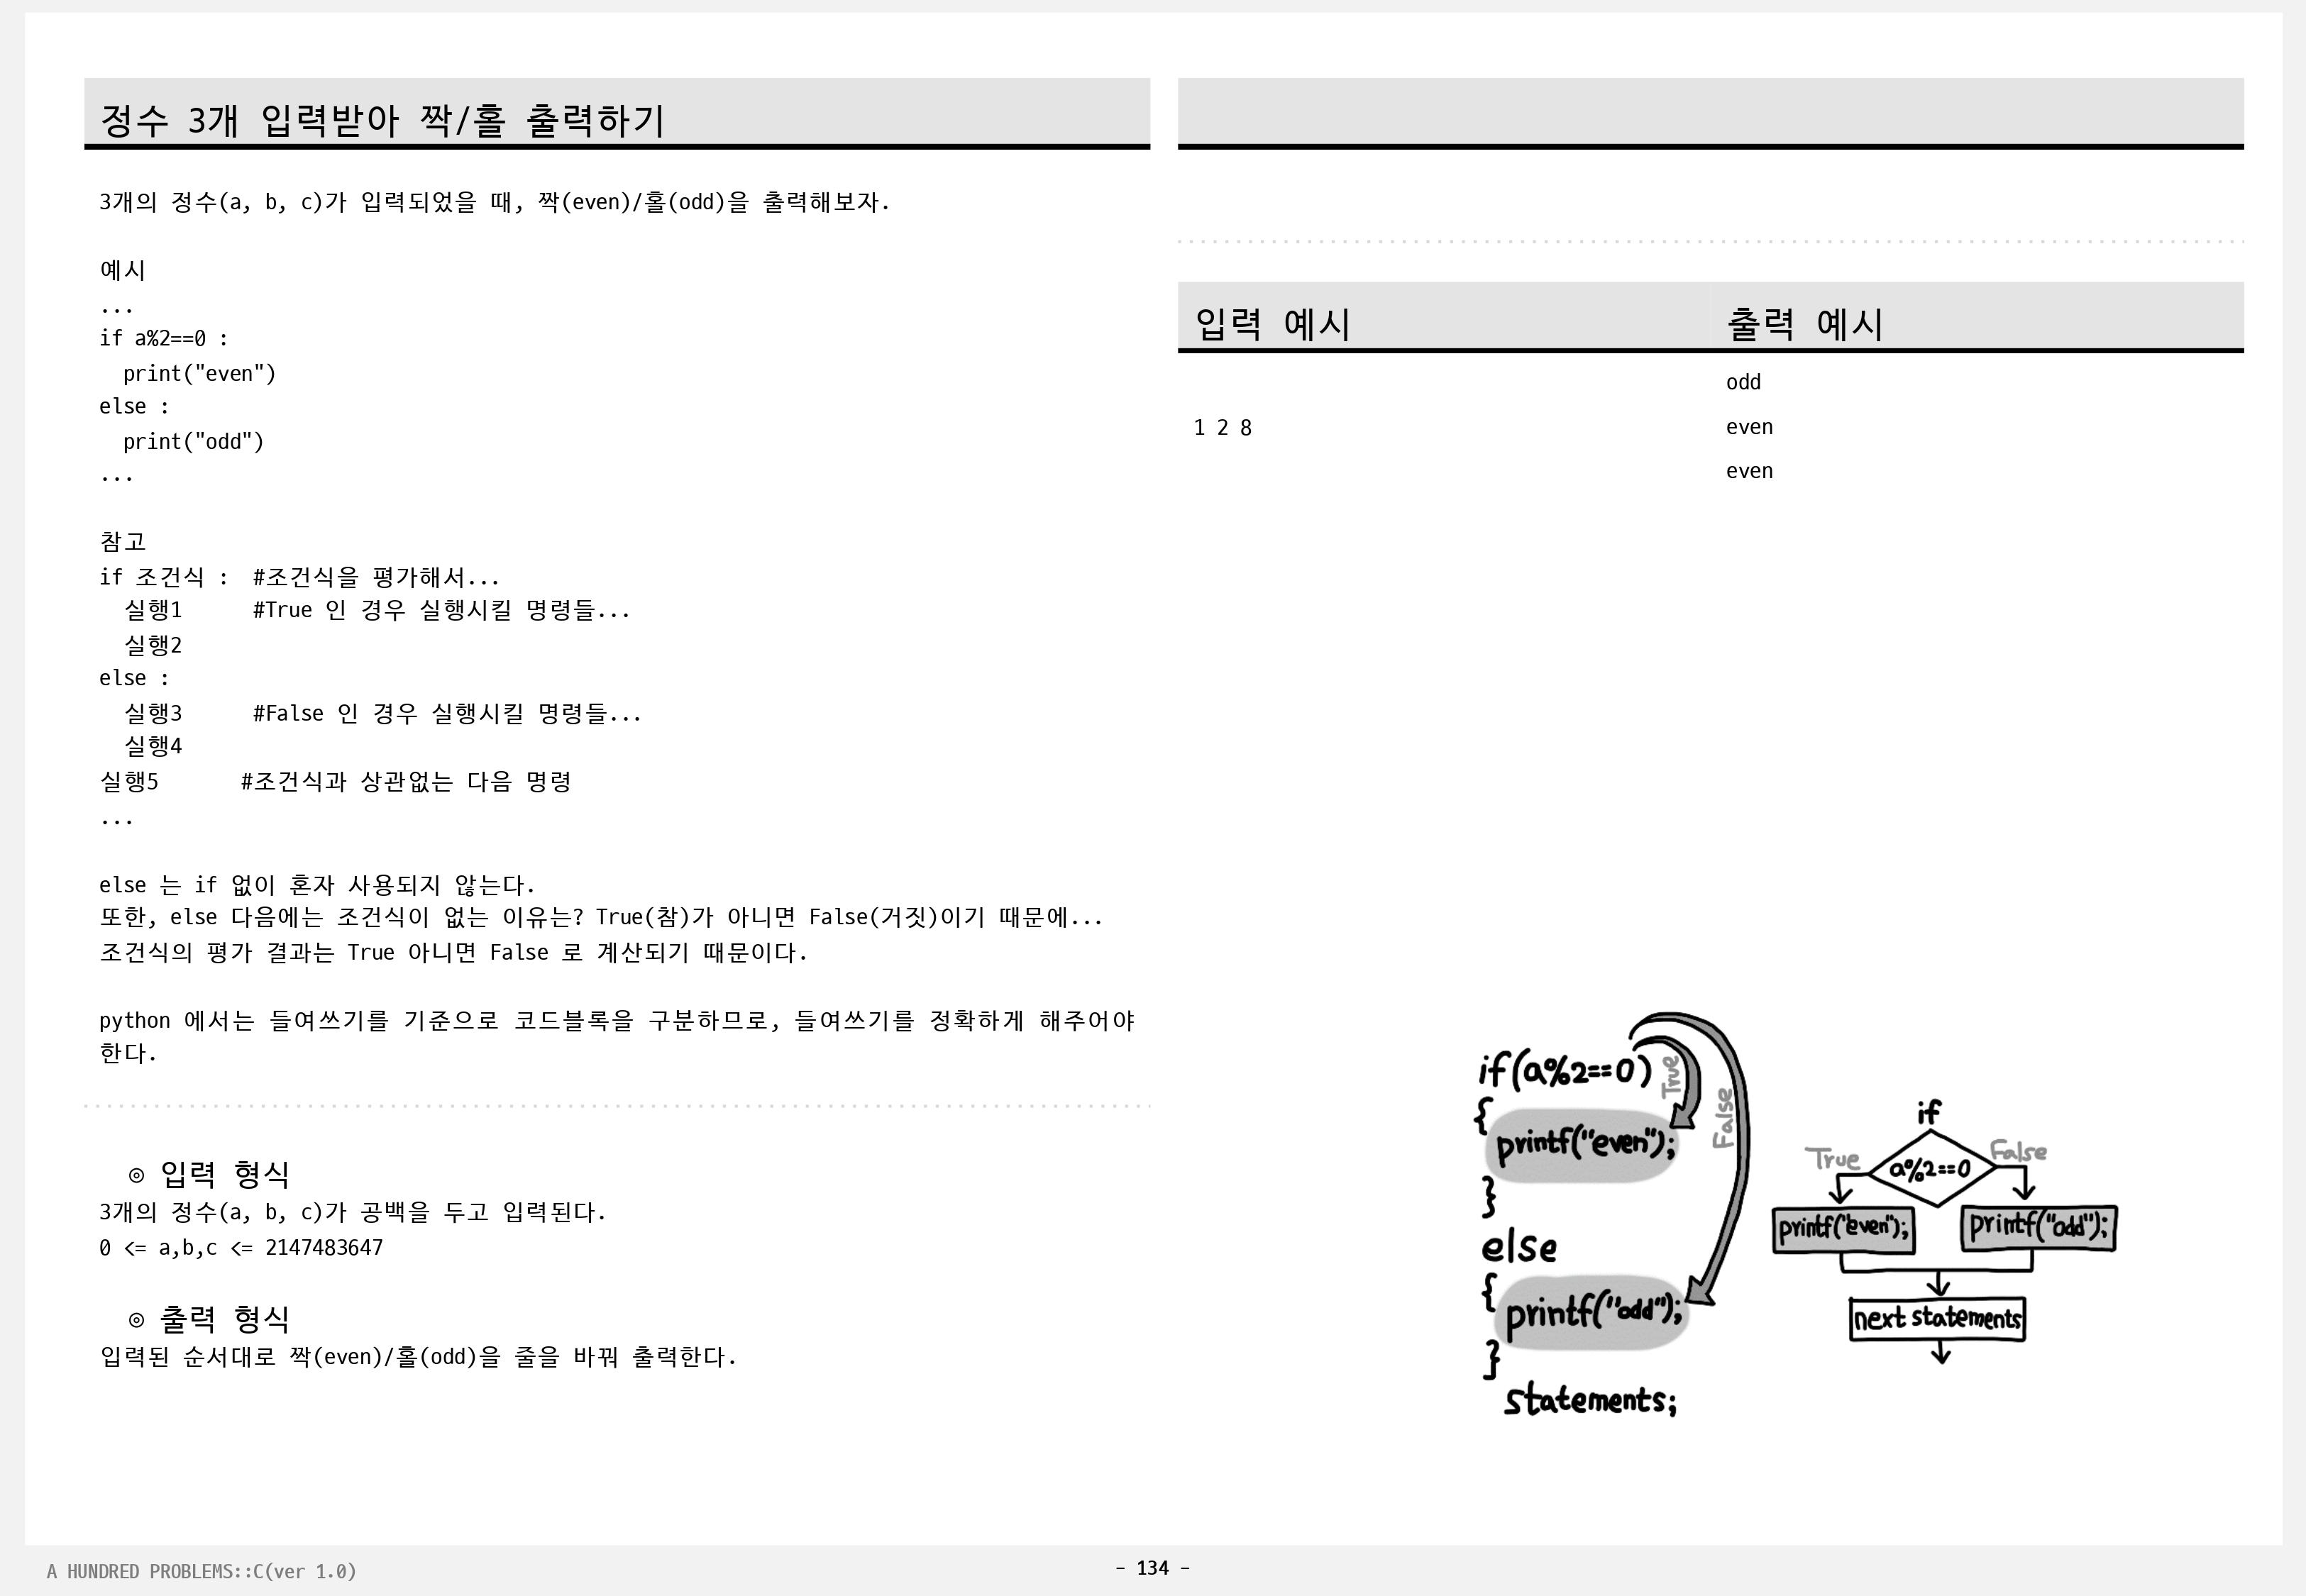 정수 3개 입력받아 짝/홀 출력하기
3개의 정수(a, b, c)가 입력되었을 때, 짝(even)/홀(odd)을 출력해보자.
예시
...
if a%2==0 :
  print("even")
else :
  print("odd")
...
참고
if 조건식 :  #조건식을 평가해서...
  실행1      #True 인 경우 실행시킬 명령들...
  실행2
else :
  실행3      #False 인 경우 실행시킬 명령들...
  실행4
실행5       #조건식과 상관없는 다음 명령
...
else 는 if 없이 혼자 사용되지 않는다.
또한, else 다음에는 조건식이 없는 이유는? True(참)가 아니면 False(거짓)이기 때문에...
조건식의 평가 결과는 True 아니면 False 로 계산되기 때문이다.
python 에서는 들여쓰기를 기준으로 코드블록을 구분하므로, 들여쓰기를 정확하게 해주어야
한다.
◎ 입력 형식
3개의 정수(a, b, c)가 공백을 두고 입력된다.
0 <= a,b,c <= 2147483647
◎ 출력 형식
입력된 순서대로 짝(even)/홀(odd)을 줄을 바꿔 출력한다.
입력 예시 출력 예시
odd
1 2 8 even
even
if(a%2==0) True
False
{
printf("even");
}
else
{
printf("odd");
}
statements;
if
True a%2==0 False
printf("even"); printf("odd");
next statements
A HUNDRED PROBLEMS::C(ver 1.0)
- 134 -